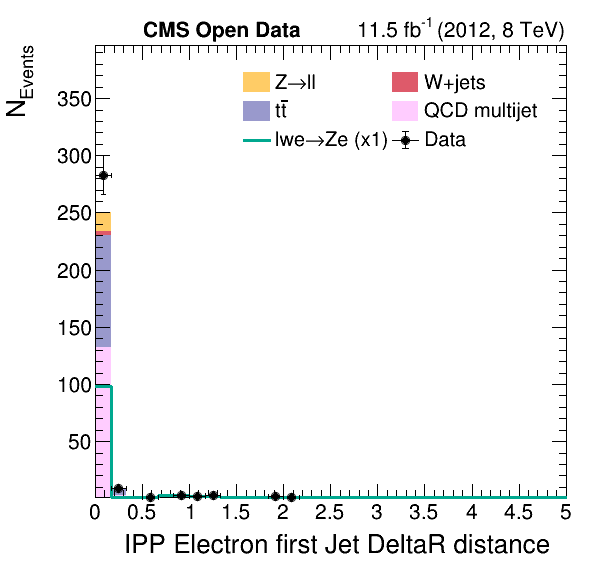 CMS Open Data 11.5 fb⁻¹ (2012, 8 TeV)
N_Events
Z→ll W+jets
tt̄ QCD multijet
lwe→Ze (x1) Data
350
300
250
200
150
100
50
0 0.5 1 1.5 2 2.5 3 3.5 4 4.5 5
IPP Electron first Jet DeltaR distance